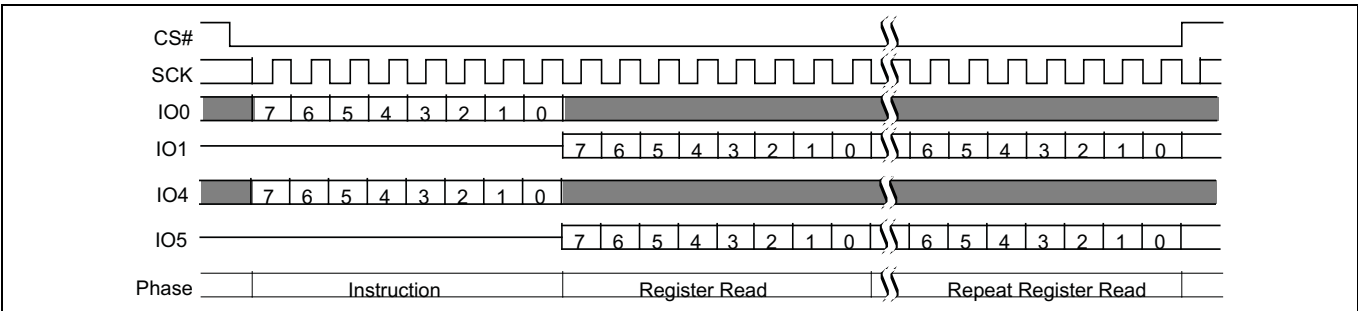 CS#
SCK
IO0 7 6 5 4 3 2 1 0
IO1 7 6 5 4 3 2 1 0 6 5 4 3 2 1 0
IO4 7 6 5 4 3 2 1 0
IO5 7 6 5 4 3 2 1 0 6 5 4 3 2 1 0
Phase Instruction Register Read Repeat Register Read